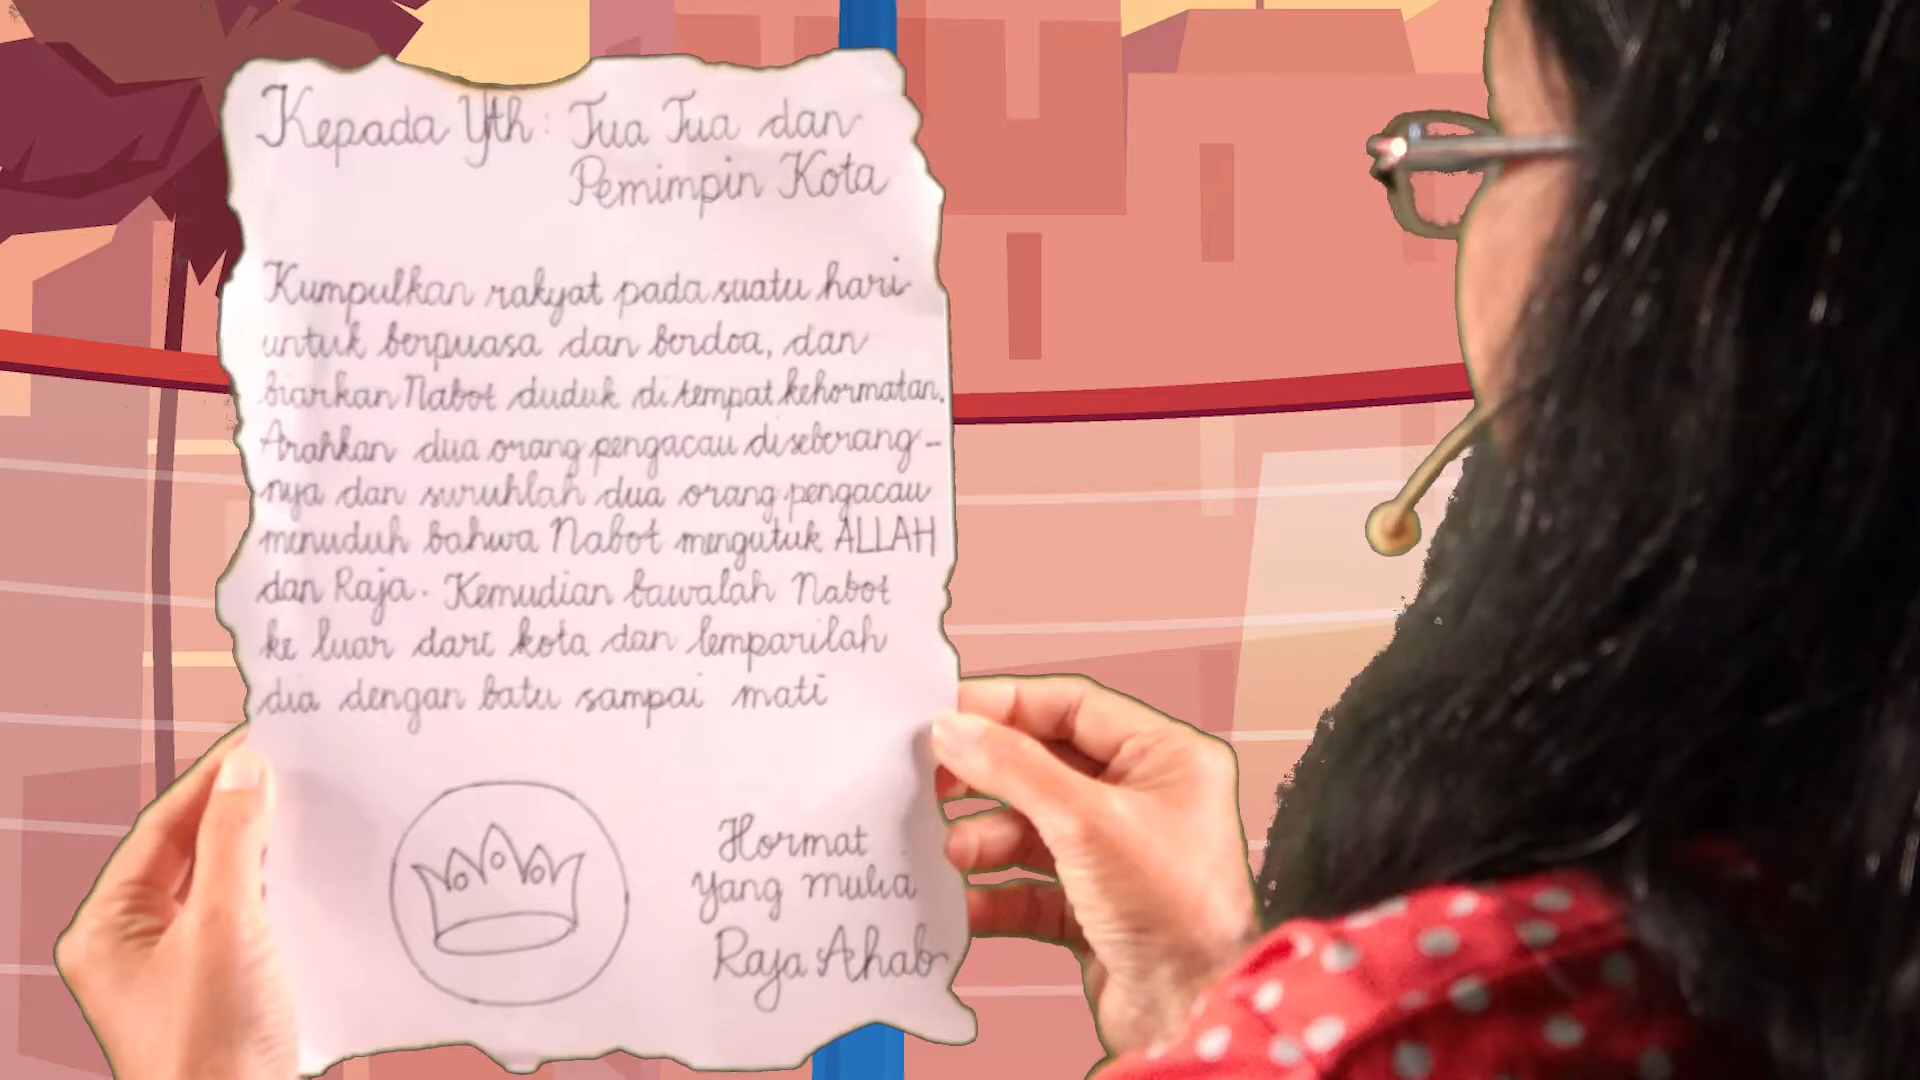 Kepada Yth: Tua Tua dan
Pemimpin Kota
Kumpulkan rakyat pada suatu hari
untuk berpuasa dan berdoa, dan
biarkan Nabot duduk di tempat kehormatan.
Arahkan dua orang pengacau diseberang-
nya dan suruhlah dua orang pengacau
menuduh bahwa Nabot mengutuk ALLAH
dan Raja. Kemudian bawalah Nabot
ke luar dari kota dan lemparilah
dia dengan batu sampai mati
Hormat
Yang mulia
Raja Ahab